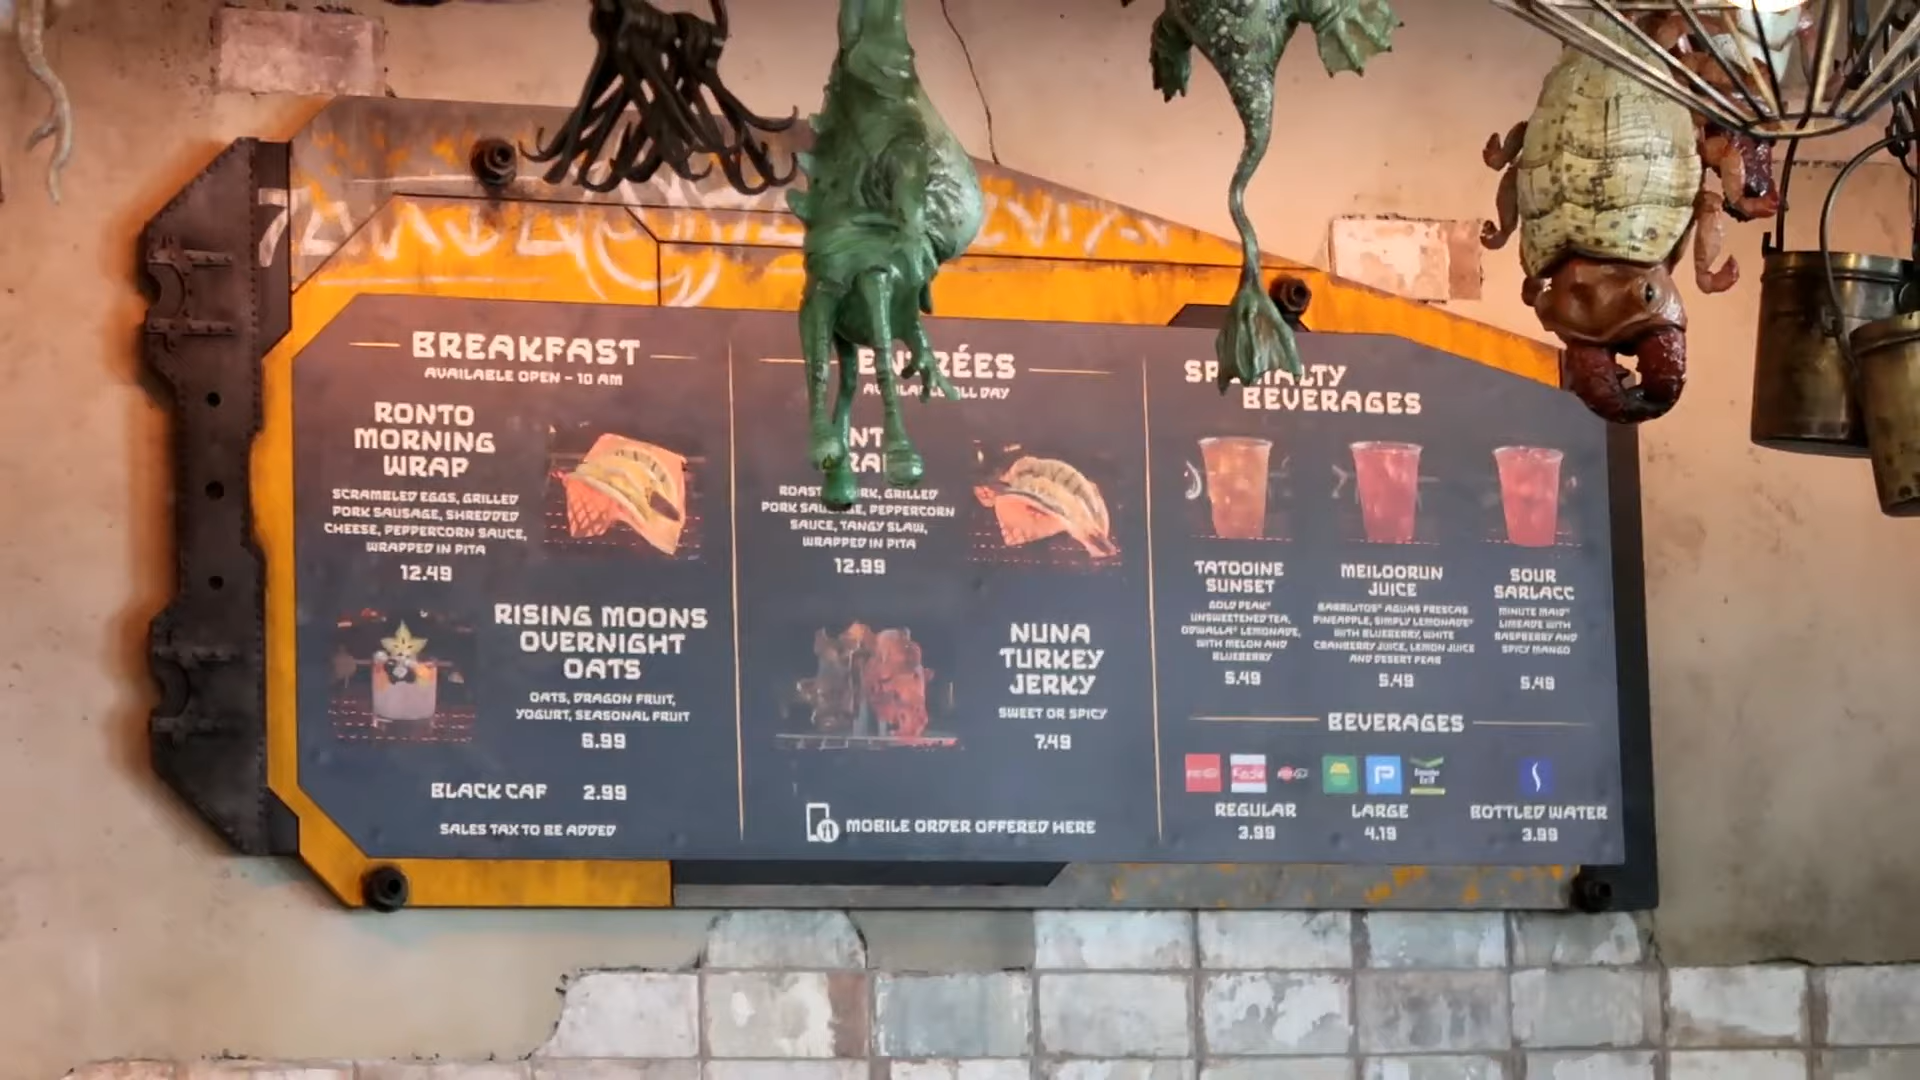 BREAKFAST
AVAILABLE OPEN - 10 AM
RONTO
MORNING
WRAP
SCRAMBLED EGGS, GRILLED
PORK SAUSAGE, SHREDDED
CHEESE, PEPPERCORN SAUCE,
WRAPPED IN PITA
12.49
RISING MOONS
OVERNIGHT
OATS
OATS, DRAGON FRUIT,
YOGURT, SEASONAL FRUIT
6.99
BLACK CAF 2.99
SALES TAX TO BE ADDED
ENTRÉES
AVAILABLE ALL DAY
ROAST PORK, GRILLED
PORK SAUSAGE, PEPPERCORN
SAUCE, TANGY SLAW,
WRAPPED IN PITA
12.99
NUNA
TURKEY
JERKY
SWEET OR SPICY
7.49
MOBILE ORDER OFFERED HERE
SPECIALTY
BEVERAGES
TATOOINE
SUNSET
GOLD PEAK®
UNSWEETENED TEA,
ODWALLA® LEMONADE,
WITH MELON AND
BLUEBERRY
5.49
MEILOORUN
JUICE
BARRILITOS® AGUAS FRESCAS
PINEAPPLE, SIMPLY LEMONADE®
WITH BLUEBERRY, WHITE
CRANBERRY JUICE, LEMON JUICE
AND DESERT PEAR
5.49
SOUR
SARLACC
MINUTE MAID®
LIMEADE WITH
RASPBERRY AND
SPICY MANGO
5.49
BEVERAGES
REGULAR
3.99
LARGE
4.19
BOTTLED WATER
3.99